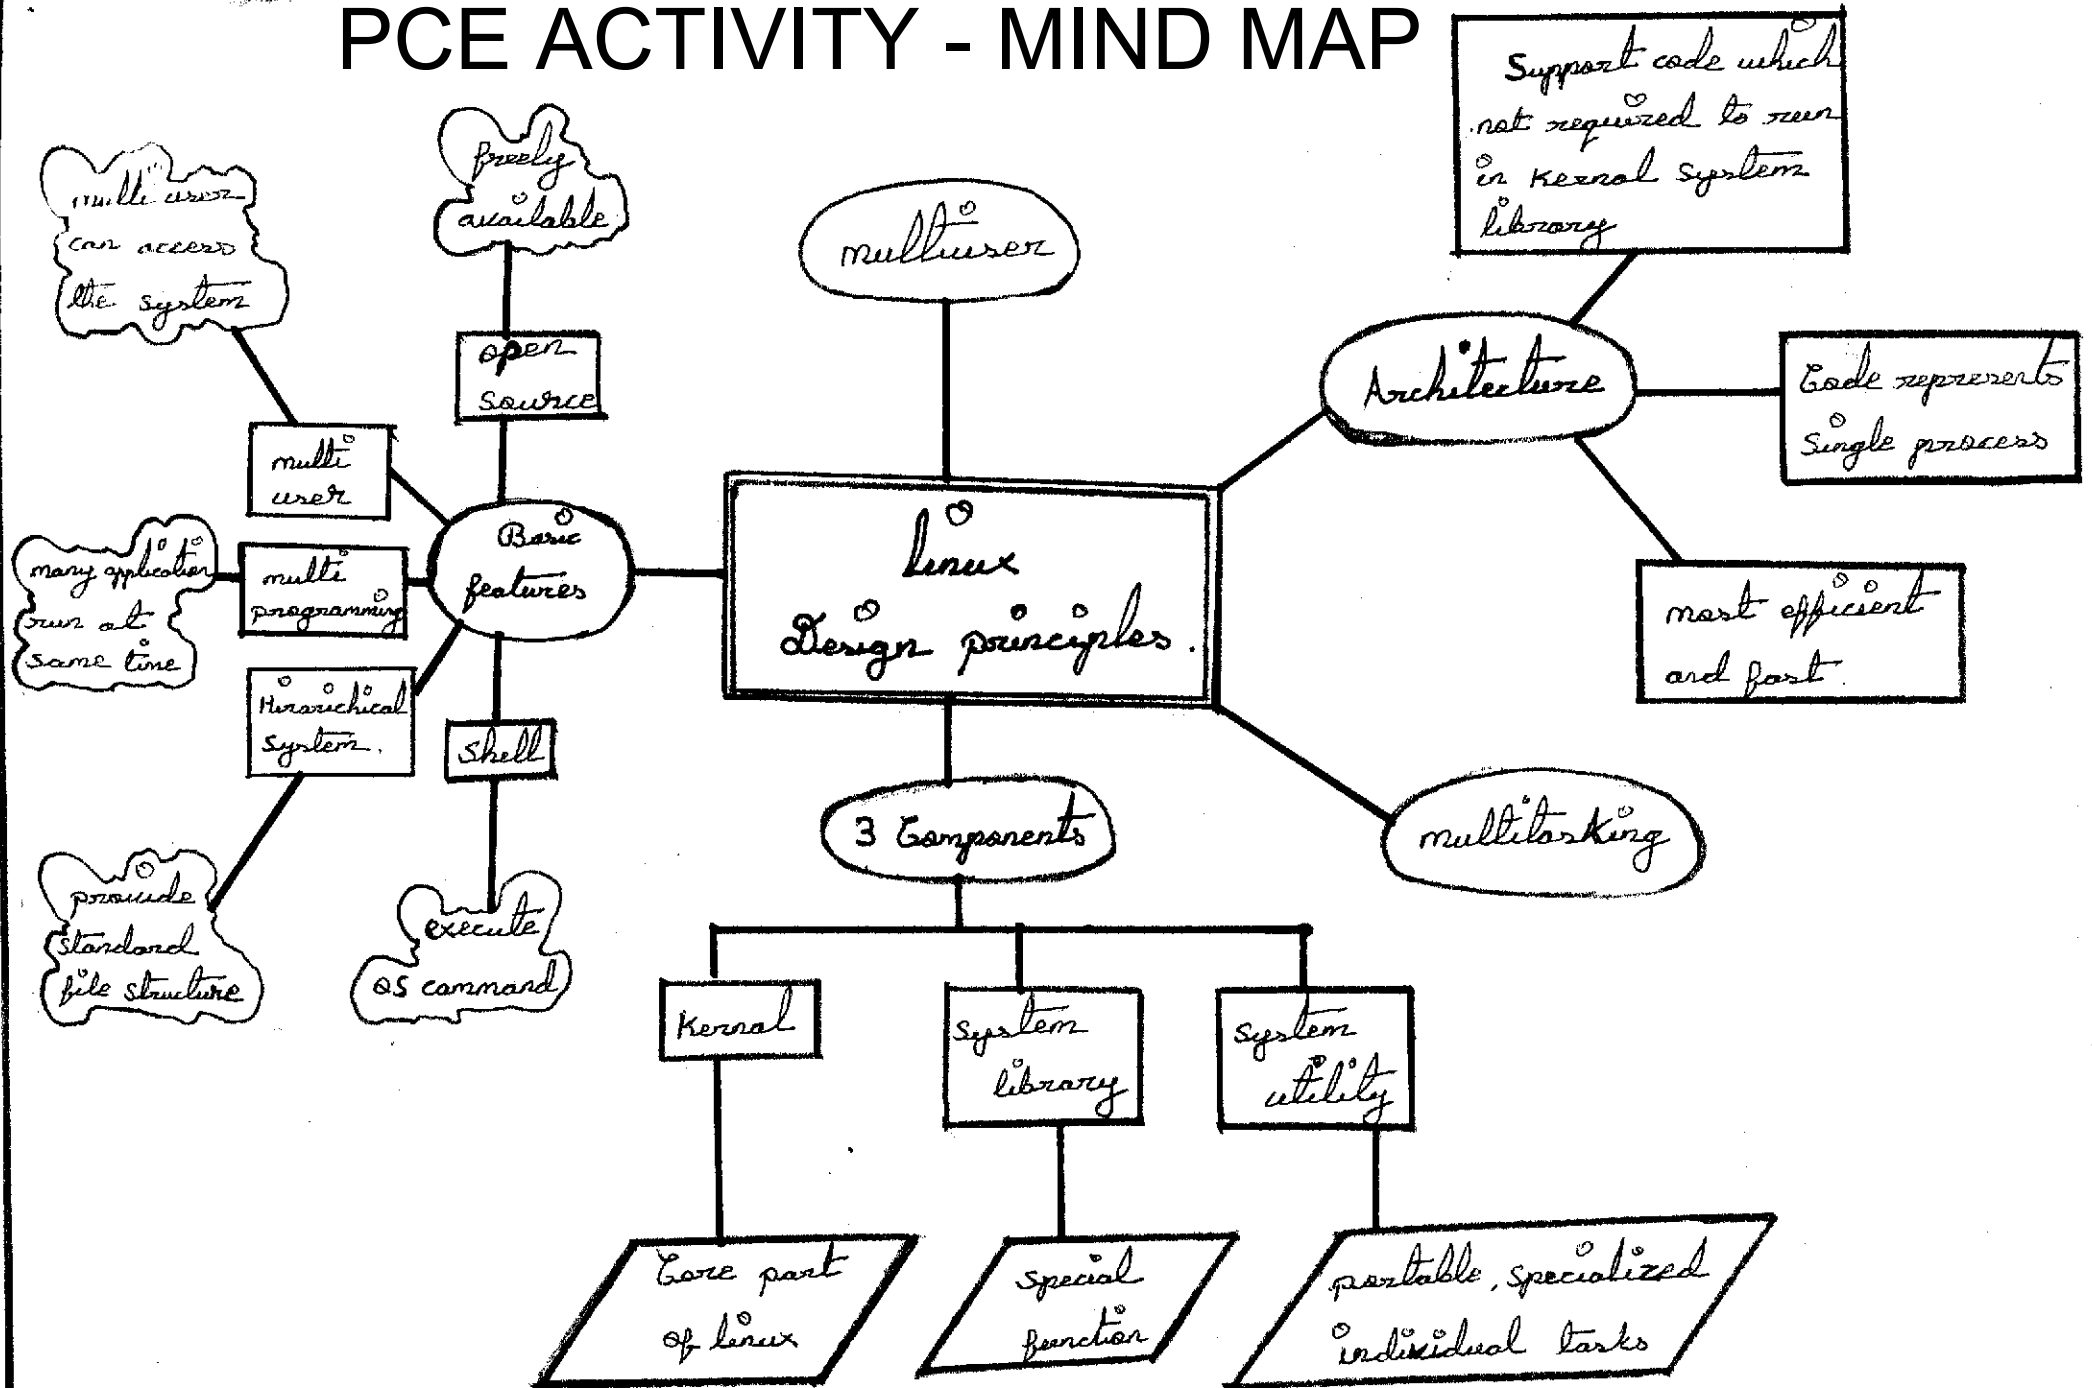 PCE ACTIVITY - MIND MAP
Support code which
not required to run
in Kernal System
library
freely
available
multi user
can access
the system
multiuser
open
source
Architecture
Code represents
Single process
multi
user
Basic
features
many application
run at
same time
multi
programming
linux
Design principles.
most efficient
and fast.
Hirarichical
System.
Shell
3 Components
multitasking
provide
standard
file structure
execute
OS command
Kernal
System
library
System
utility
Core part
of linux
Special
function
portable, specialized
individual tasks